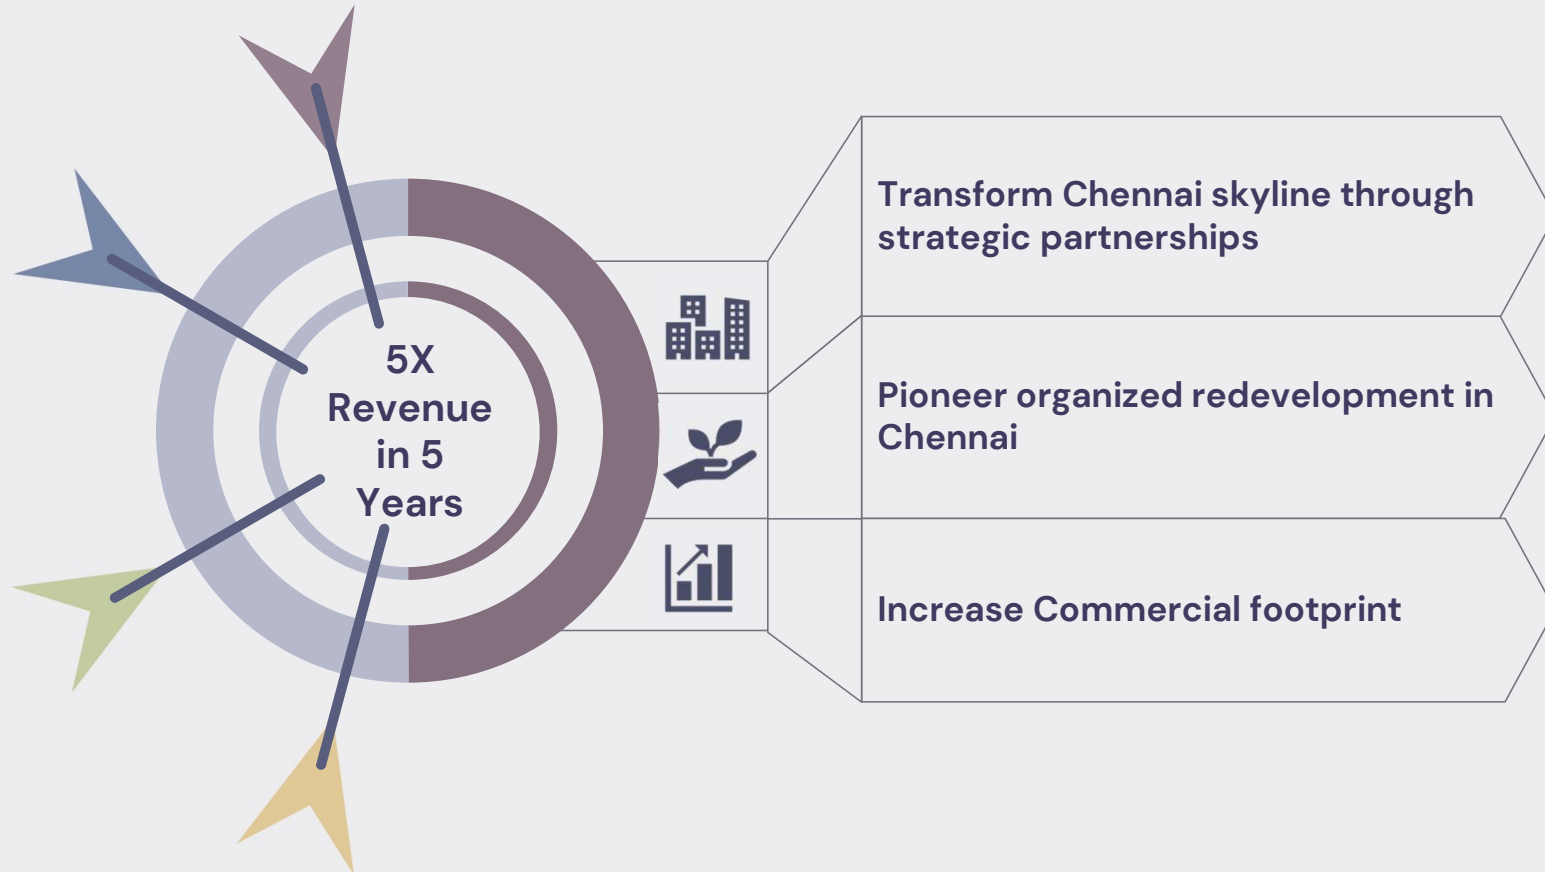 5X
Revenue
in 5
Years
Transform Chennai skyline through
strategic partnerships
Pioneer organized redevelopment in
Chennai
Increase Commercial footprint